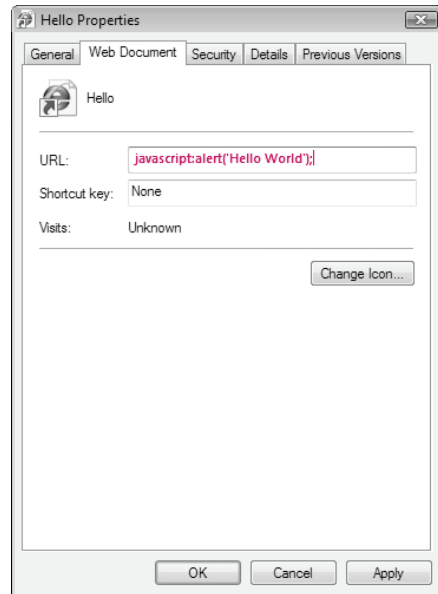 Hello Properties
General Web Document Security Details Previous Versions
Hello
URL: javascript:alert('Hello World');
Shortcut key: None
Visits: Unknown
Change Icon...
OK Cancel Apply